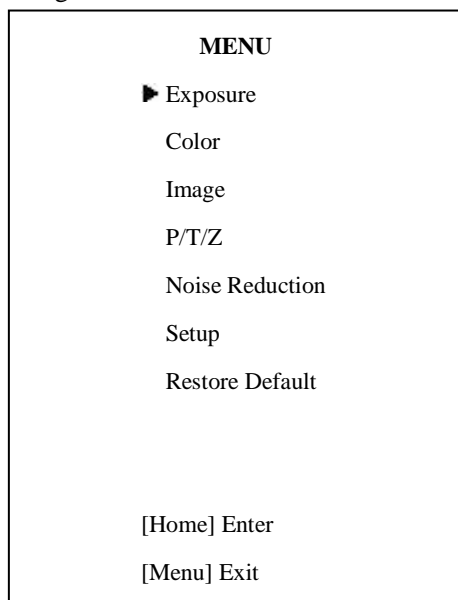 MENU
Exposure
Color
Image
P/T/Z
Noise Reduction
Setup
Restore Default
[Home] Enter
[Menu] Exit